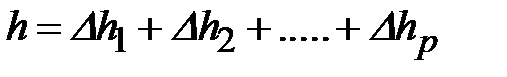 h = Δh₁ + Δh₂ + ..... + Δhₚ